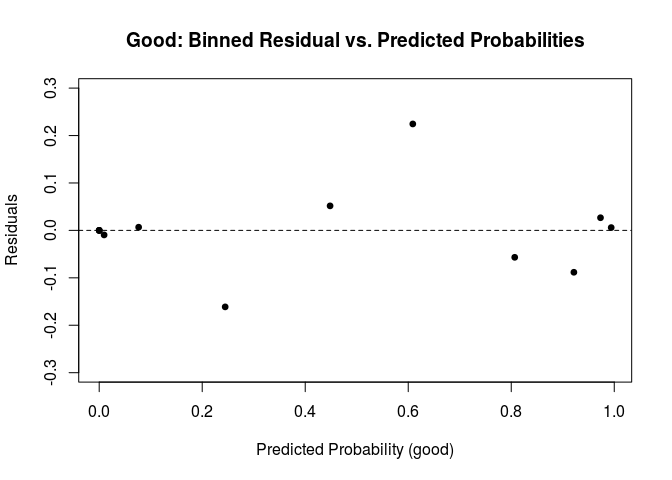 Good: Binned Residual vs. Predicted Probabilities
0.3
0.2
0.1
0.0
-0.1
-0.2
-0.3
Residuals
0.0 0.2 0.4 0.6 0.8 1.0
Predicted Probability (good)